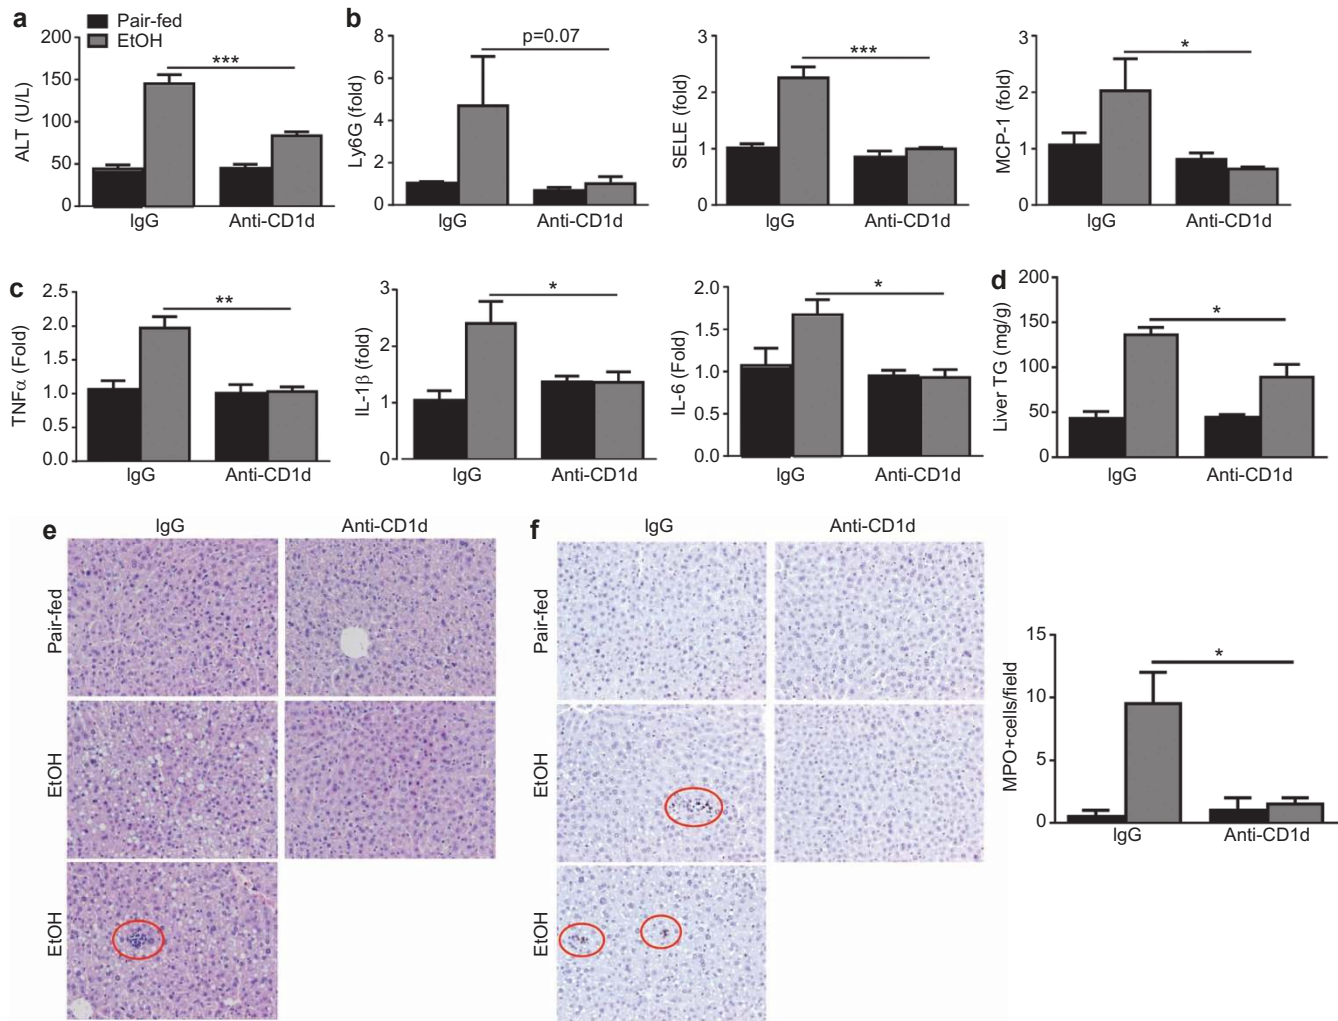 a
Pair-fed
EtOH
ALT (U/L)
200
150
100
50
0
***
IgG
Anti-CD1d
b
Ly6G (fold)
8
6
4
2
0
p=0.07
IgG
Anti-CD1d
SELE (fold)
3
2
1
0
***
IgG
Anti-CD1d
MCP-1 (fold)
3
2
1
0
*
IgG
Anti-CD1d
c
TNFα (Fold)
2.5
2.0
1.5
1.0
0.5
0.0
**
IgG
Anti-CD1d
IL-1β (fold)
3
2
1
0
*
IgG
Anti-CD1d
IL-6 (Fold)
2.0
1.5
1.0
0.5
0.0
*
IgG
Anti-CD1d
d
Liver TG (mg/g)
200
150
100
50
0
*
IgG
Anti-CD1d
e
IgG
Anti-CD1d
Pair-fed
EtOH
EtOH
f
IgG
Anti-CD1d
Pair-fed
EtOH
EtOH
MPO+cells/field
15
10
5
0
*
IgG
Anti-CD1d